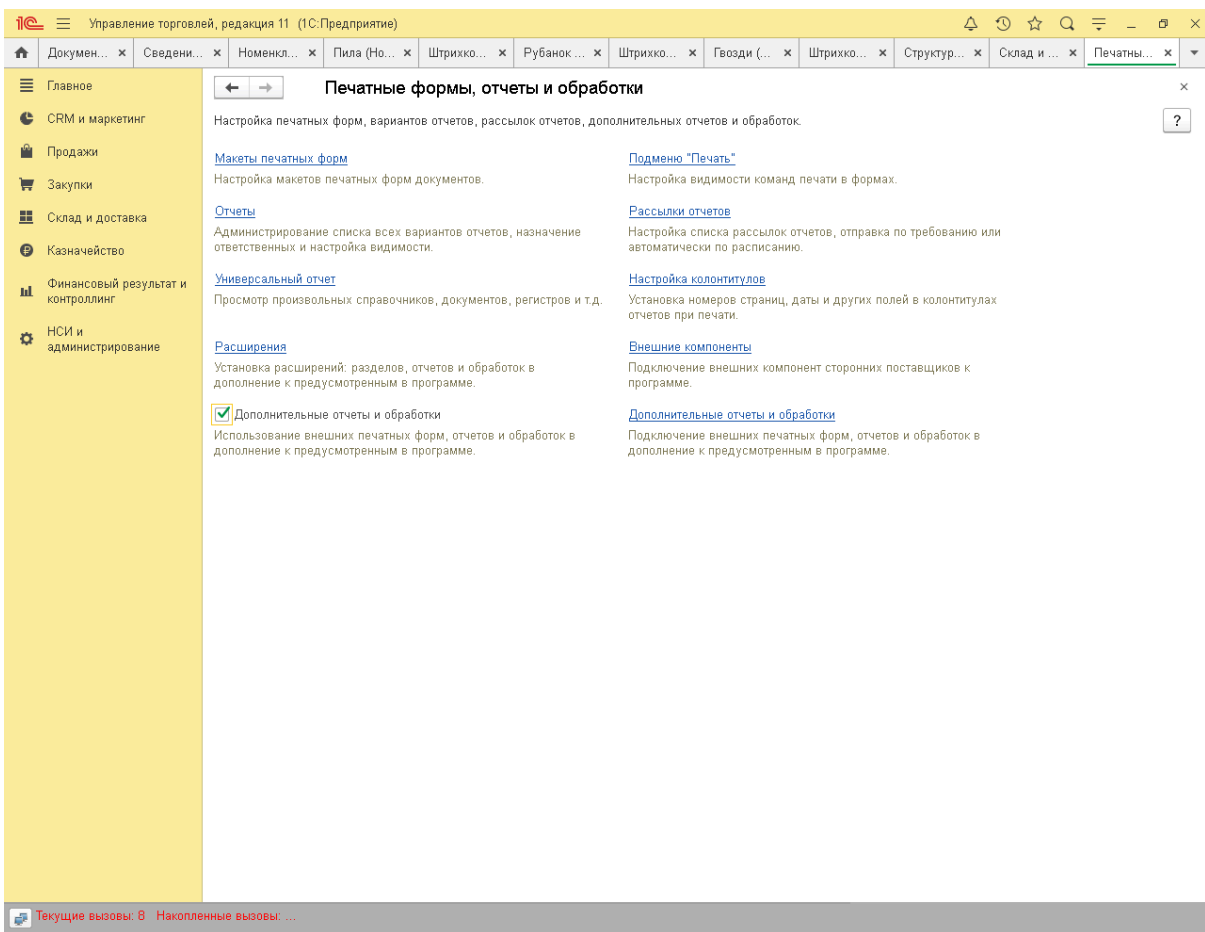 Управление торговлей, редакция 11 (1С:Предприятие)
Докумен... Сведени... Номенкл... Пила (Но... Штрихко... Рубанок ... Штрихко... Гвозди (... Штрихко... Структур... Склад и ... Печатны...
Главное
CRM и маркетинг
Продажи
Закупки
Склад и доставка
Казначейство
Финансовый результат и
контроллинг
НСИ и
администрирование
Печатные формы, отчеты и обработки
Настройка печатных форм, вариантов отчетов, рассылок отчетов, дополнительных отчетов и обработок.
?
Макеты печатных форм
Настройка макетов печатных форм документов.
Подменю "Печать"
Настройка видимости команд печати в формах.
Отчеты
Администрирование списка всех вариантов отчетов, назначение
ответственных и настройка видимости.
Рассылки отчетов
Настройка списка рассылок отчетов, отправка по требованию или
автоматически по расписанию.
Универсальный отчет
Просмотр произвольных справочников, документов, регистров и т.д.
Настройка колонтитулов
Установка номеров страниц, даты и других полей в колонтитулах
отчетов при печати.
Расширения
Установка расширений: разделов, отчетов и обработок в
дополнение к предусмотренным в программе.
Внешние компоненты
Подключение внешних компонент сторонних поставщиков к
программе.
Дополнительные отчеты и обработки
Использование внешних печатных форм, отчетов и обработок в
дополнение к предусмотренным в программе.
Дополнительные отчеты и обработки
Подключение внешних печатных форм, отчетов и обработок в
дополнение к предусмотренным в программе.
Текущие вызовы: 8 Накопленные вызовы: ...